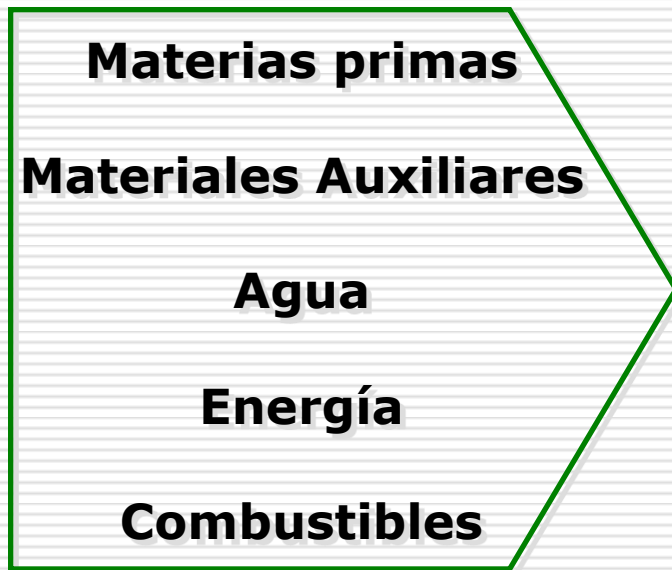 Materias primas
Materiales Auxiliares
Agua
Energía
Combustibles